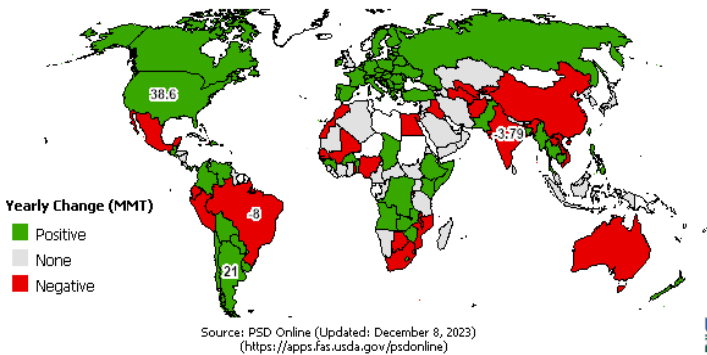 38.6
-3.79
-8
21
Yearly Change (MMT)
Positive
None
Negative
Source: PSD Online (Updated: December 8, 2023)
(https://apps.fas.usda.gov/psdonline)